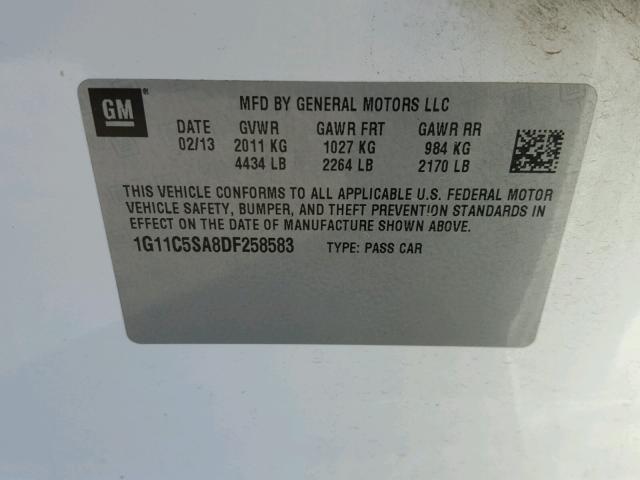 GM ®
MFD BY GENERAL MOTORS LLC
DATE GVWR GAWR FRT GAWR RR
02/13 2011 KG 1027 KG 984 KG
4434 LB 2264 LB 2170 LB
THIS VEHICLE CONFORMS TO ALL APPLICABLE U.S. FEDERAL MOTOR
VEHICLE SAFETY, BUMPER, AND THEFT PREVENTION STANDARDS IN
EFFECT ON THE DATE OF MANUFACTURE SHOWN ABOVE.
1G11C5SA8DF258583 TYPE: PASS CAR